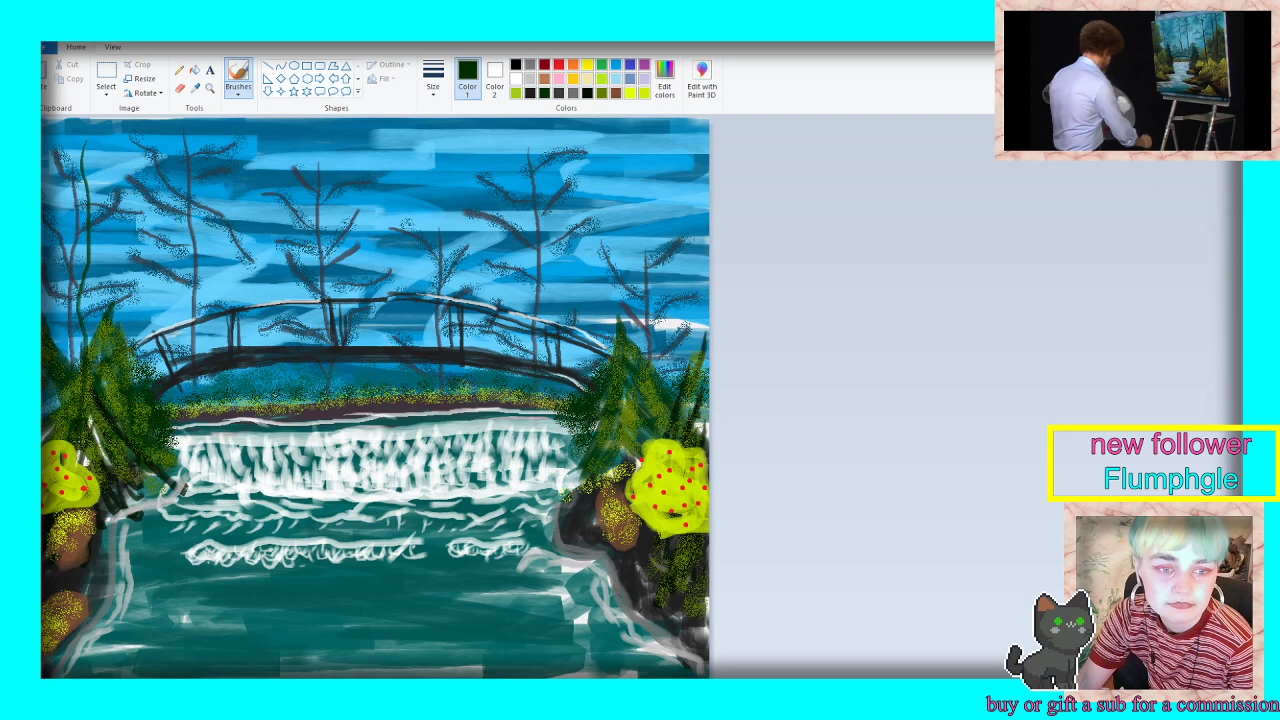 Home View
Cut
Copy
Clipboard
Select
Crop
Resize
Rotate
Image
A
Tools
Brushes
Outline
Fill
Shapes
Size
Color
1
Color
2
Colors
Edit
colors
Edit with
Paint 3D
new follower
Flumphgle
buy or gift a sub for a commission